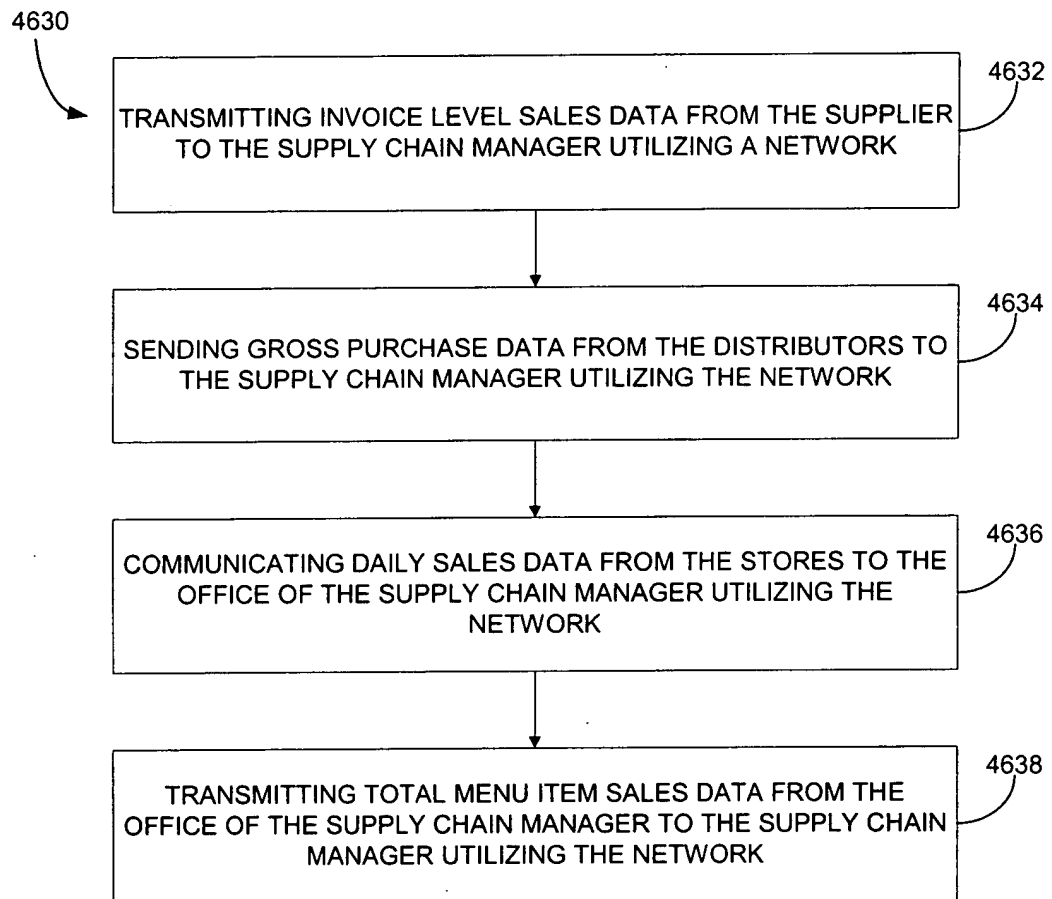 4630
4632
TRANSMITTING INVOICE LEVEL SALES DATA FROM THE SUPPLIER
TO THE SUPPLY CHAIN MANAGER UTILIZING A NETWORK
4634
SENDING GROSS PURCHASE DATA FROM THE DISTRIBUTORS TO
THE SUPPLY CHAIN MANAGER UTILIZING THE NETWORK
4636
COMMUNICATING DAILY SALES DATA FROM THE STORES TO THE
OFFICE OF THE SUPPLY CHAIN MANAGER UTILIZING THE
NETWORK
4638
TRANSMITTING TOTAL MENU ITEM SALES DATA FROM THE
OFFICE OF THE SUPPLY CHAIN MANAGER TO THE SUPPLY CHAIN
MANAGER UTILIZING THE NETWORK